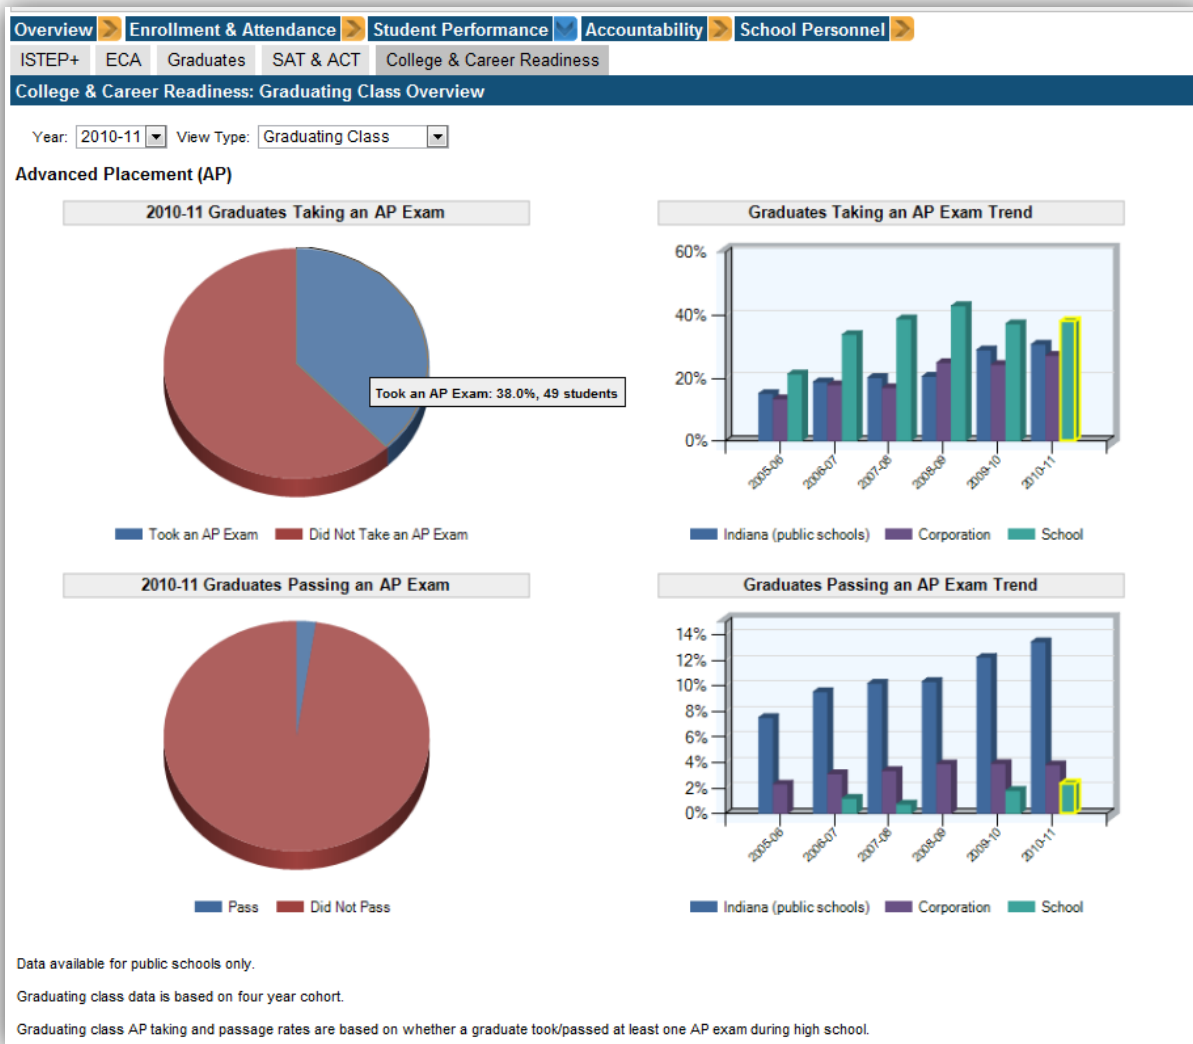 Overview Enrollment & Attendance Student Performance Accountability School Personnel
ISTEP+ ECA Graduates SAT & ACT College & Career Readiness
College & Career Readiness: Graduating Class Overview
Year: 2010-11 View Type: Graduating Class
Advanced Placement (AP)
2010-11 Graduates Taking an AP Exam
Took an AP Exam: 38.0%, 49 students
Took an AP Exam Did Not Take an AP Exam
Graduates Taking an AP Exam Trend
60%
40%
20%
0%
2005-06 2006-07 2007-08 2008-09 2009-10 2010-11
Indiana (public schools) Corporation School
2010-11 Graduates Passing an AP Exam
Pass Did Not Pass
Graduates Passing an AP Exam Trend
14%
12%
10%
8%
6%
4%
2%
0%
2005-06 2006-07 2007-08 2008-09 2009-10 2010-11
Indiana (public schools) Corporation School
Data available for public schools only.
Graduating class data is based on four year cohort.
Graduating class AP taking and passage rates are based on whether a graduate took/passed at least one AP exam during high school.